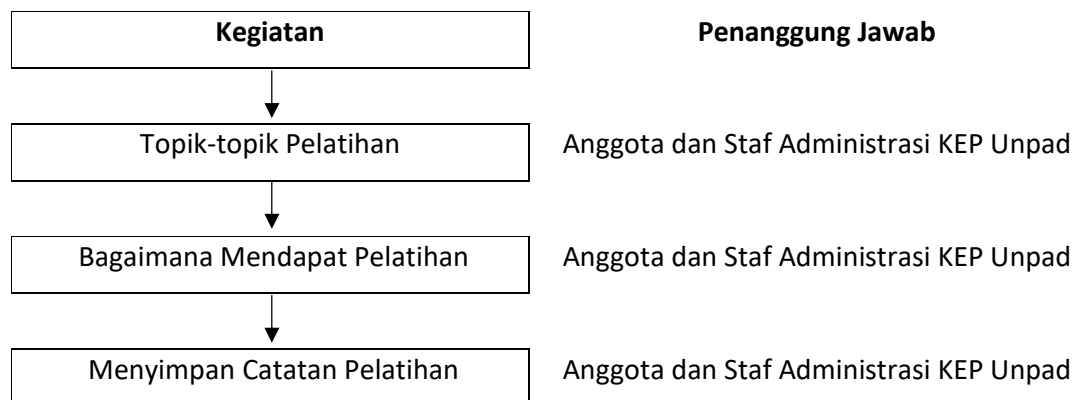 Kegiatan Penanggung Jawab
Topik-topik Pelatihan Anggota dan Staf Administrasi KEP Unpad
Bagaimana Mendapat Pelatihan Anggota dan Staf Administrasi KEP Unpad
Menyimpan Catatan Pelatihan Anggota dan Staf Administrasi KEP Unpad